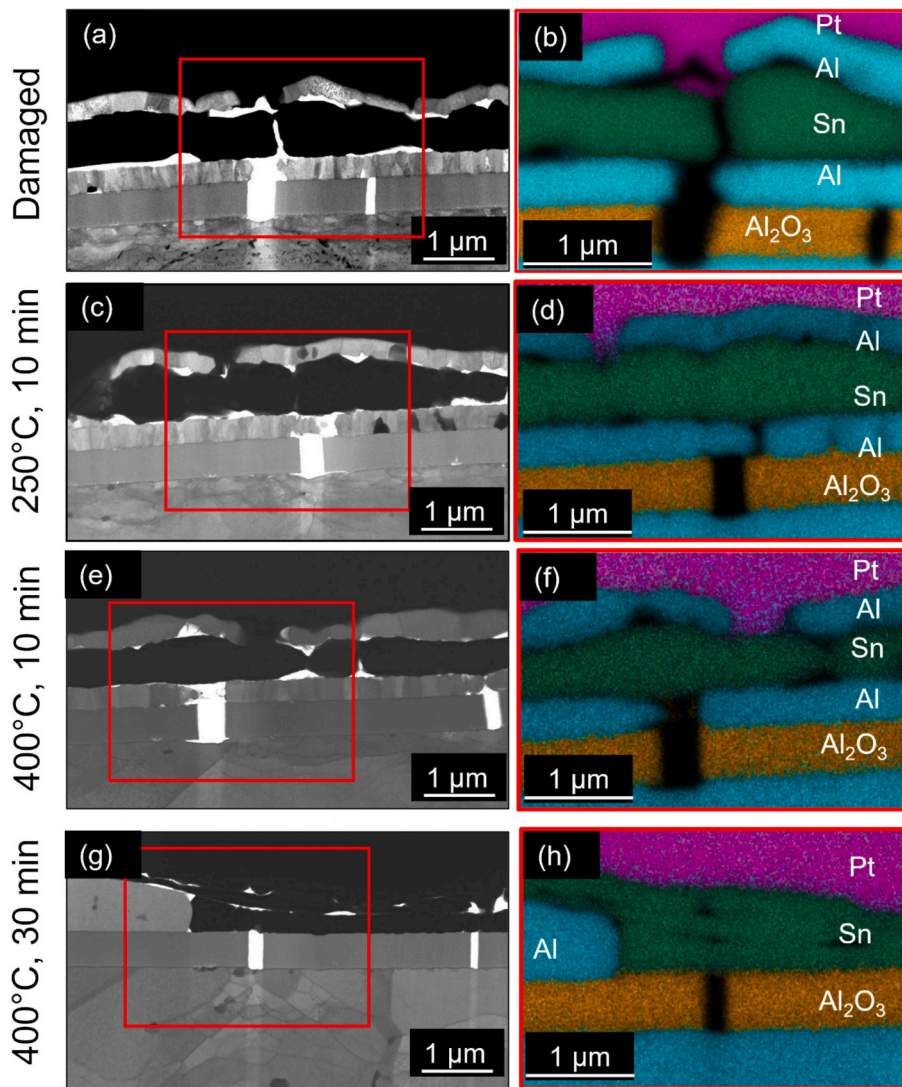 Damaged
(a)
1 µm
(b)
Pt
Al
Sn
Al
Al₂O₃
1 µm
250°C, 10 min
(c)
1 µm
(d)
Pt
Al
Sn
Al
Al₂O₃
1 µm
400°C, 10 min
(e)
1 µm
(f)
Pt
Al
Sn
Al
Al₂O₃
1 µm
400°C, 30 min
(g)
1 µm
(h)
Pt
Sn
Al
Al₂O₃
1 µm